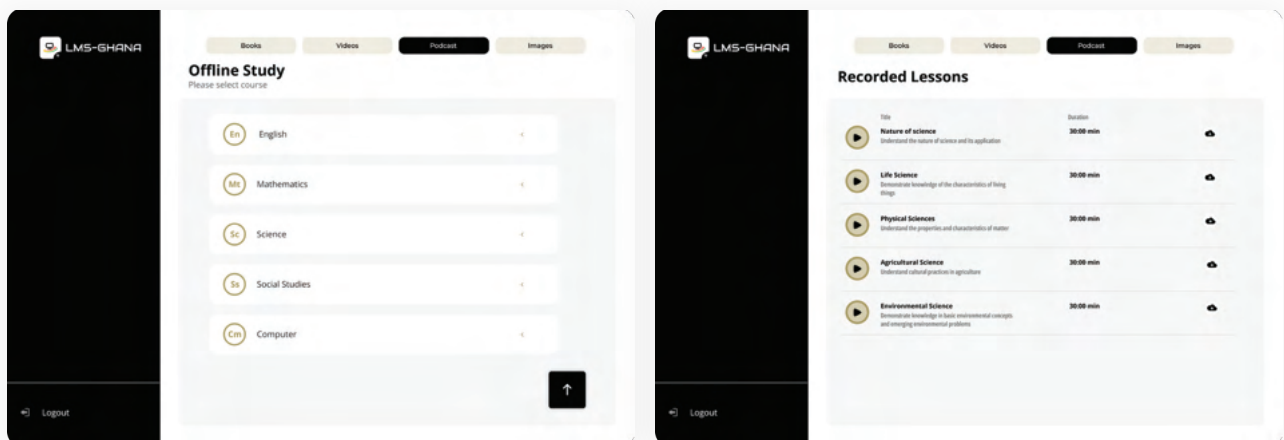 LMS-GHANA
Books Videos Podcast Images
Offline Study
Please select course
En English
Mt Mathematics
Sc Science
Ss Social Studies
Cm Computer
Logout
LMS-GHANA
Books Videos Podcast Images
Recorded Lessons
Title Duration
Nature of science 30:00 min
Understand the nature of science and its application
Life Science 30:00 min
Demonstrate knowledge of the characteristics of living
things
Physical Sciences 30:00 min
Understand the properties and characteristics of matter
Agricultural Science 30:00 min
Understand cultural practices in agriculture
Environmental Science 30:00 min
Demonstrate knowledge in basic environmental concepts
and emerging environmental problems
Logout